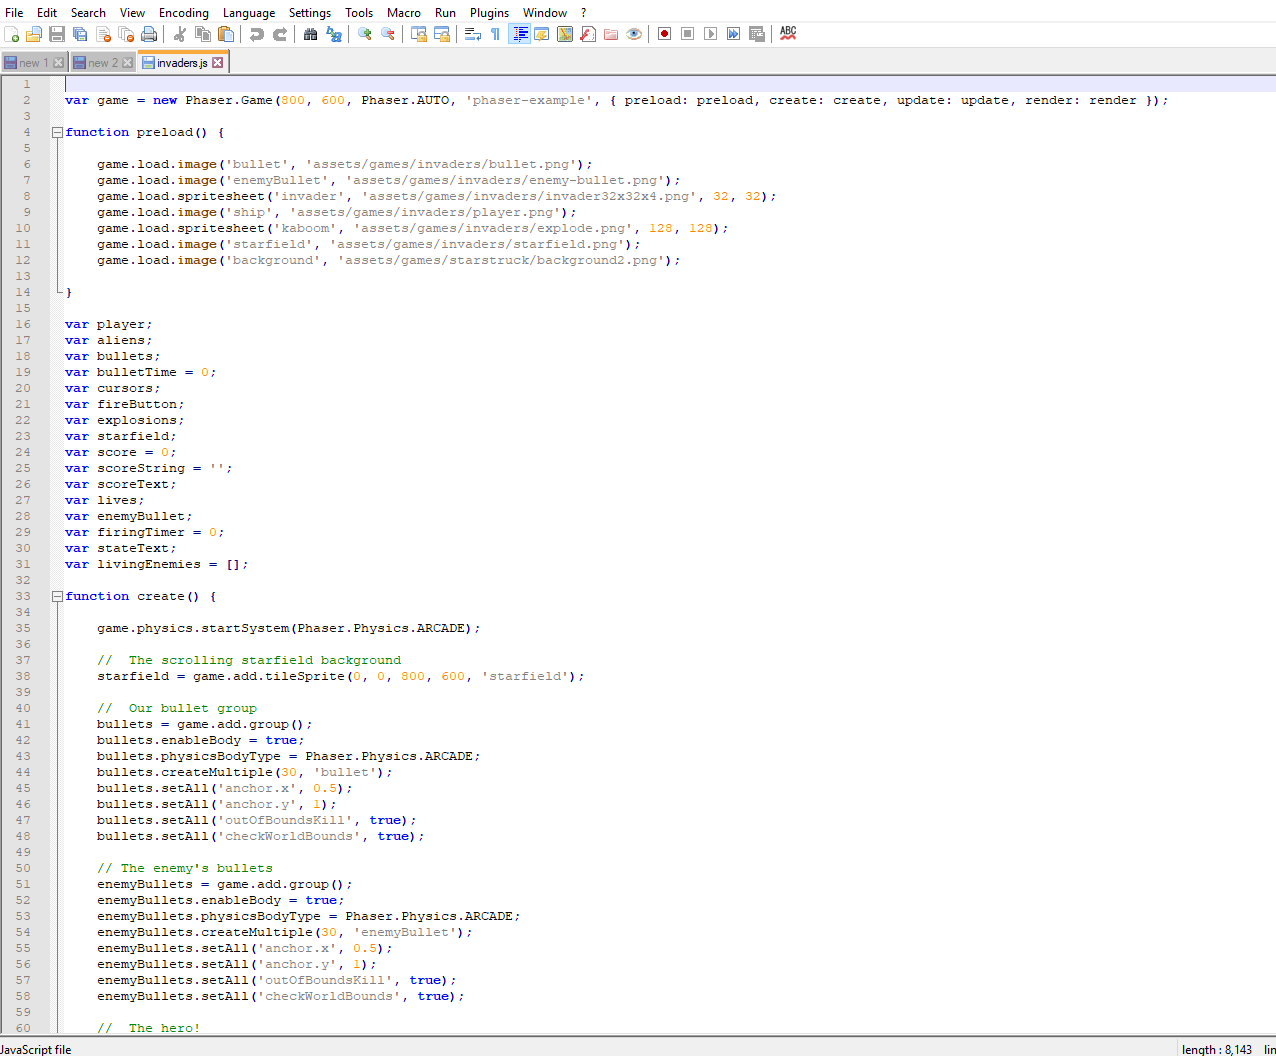 File Edit Search View Encoding Language Settings Tools Macro Run Plugins Window ?
ABC
new 1 new 2 invaders.js
1
2 var game = new Phaser.Game(800, 600, Phaser.AUTO, 'phaser-example', { preload: preload, create: create, update: update, render: render });
3
4 function preload() {
5
6 game.load.image('bullet', 'assets/games/invaders/bullet.png');
7 game.load.image('enemyBullet', 'assets/games/invaders/enemy-bullet.png');
8 game.load.spritesheet('invader', 'assets/games/invaders/invader32x32x4.png', 32, 32);
9 game.load.image('ship', 'assets/games/invaders/player.png');
10 game.load.spritesheet('kaboom', 'assets/games/invaders/explode.png', 128, 128);
11 game.load.image('starfield', 'assets/games/invaders/starfield.png');
12 game.load.image('background', 'assets/games/starstruck/background2.png');
13
14 }
15
16 var player;
17 var aliens;
18 var bullets;
19 var bulletTime = 0;
20 var cursors;
21 var fireButton;
22 var explosions;
23 var starfield;
24 var score = 0;
25 var scoreString = '';
26 var scoreText;
27 var lives;
28 var enemyBullet;
29 var firingTimer = 0;
30 var stateText;
31 var livingEnemies = [];
32
33 function create() {
34
35 game.physics.startSystem(Phaser.Physics.ARCADE);
36
37 // The scrolling starfield background
38 starfield = game.add.tileSprite(0, 0, 800, 600, 'starfield');
39
40 // Our bullet group
41 bullets = game.add.group();
42 bullets.enableBody = true;
43 bullets.physicsBodyType = Phaser.Physics.ARCADE;
44 bullets.createMultiple(30, 'bullet');
45 bullets.setAll('anchor.x', 0.5);
46 bullets.setAll('anchor.y', 1);
47 bullets.setAll('outOfBoundsKill', true);
48 bullets.setAll('checkWorldBounds', true);
49
50 // The enemy's bullets
51 enemyBullets = game.add.group();
52 enemyBullets.enableBody = true;
53 enemyBullets.physicsBodyType = Phaser.Physics.ARCADE;
54 enemyBullets.createMultiple(30, 'enemyBullet');
55 enemyBullets.setAll('anchor.x', 0.5);
56 enemyBullets.setAll('anchor.y', 1);
57 enemyBullets.setAll('outOfBoundsKill', true);
58 enemyBullets.setAll('checkWorldBounds', true);
59
60 // The hero!
JavaScript file length : 8,143 lin